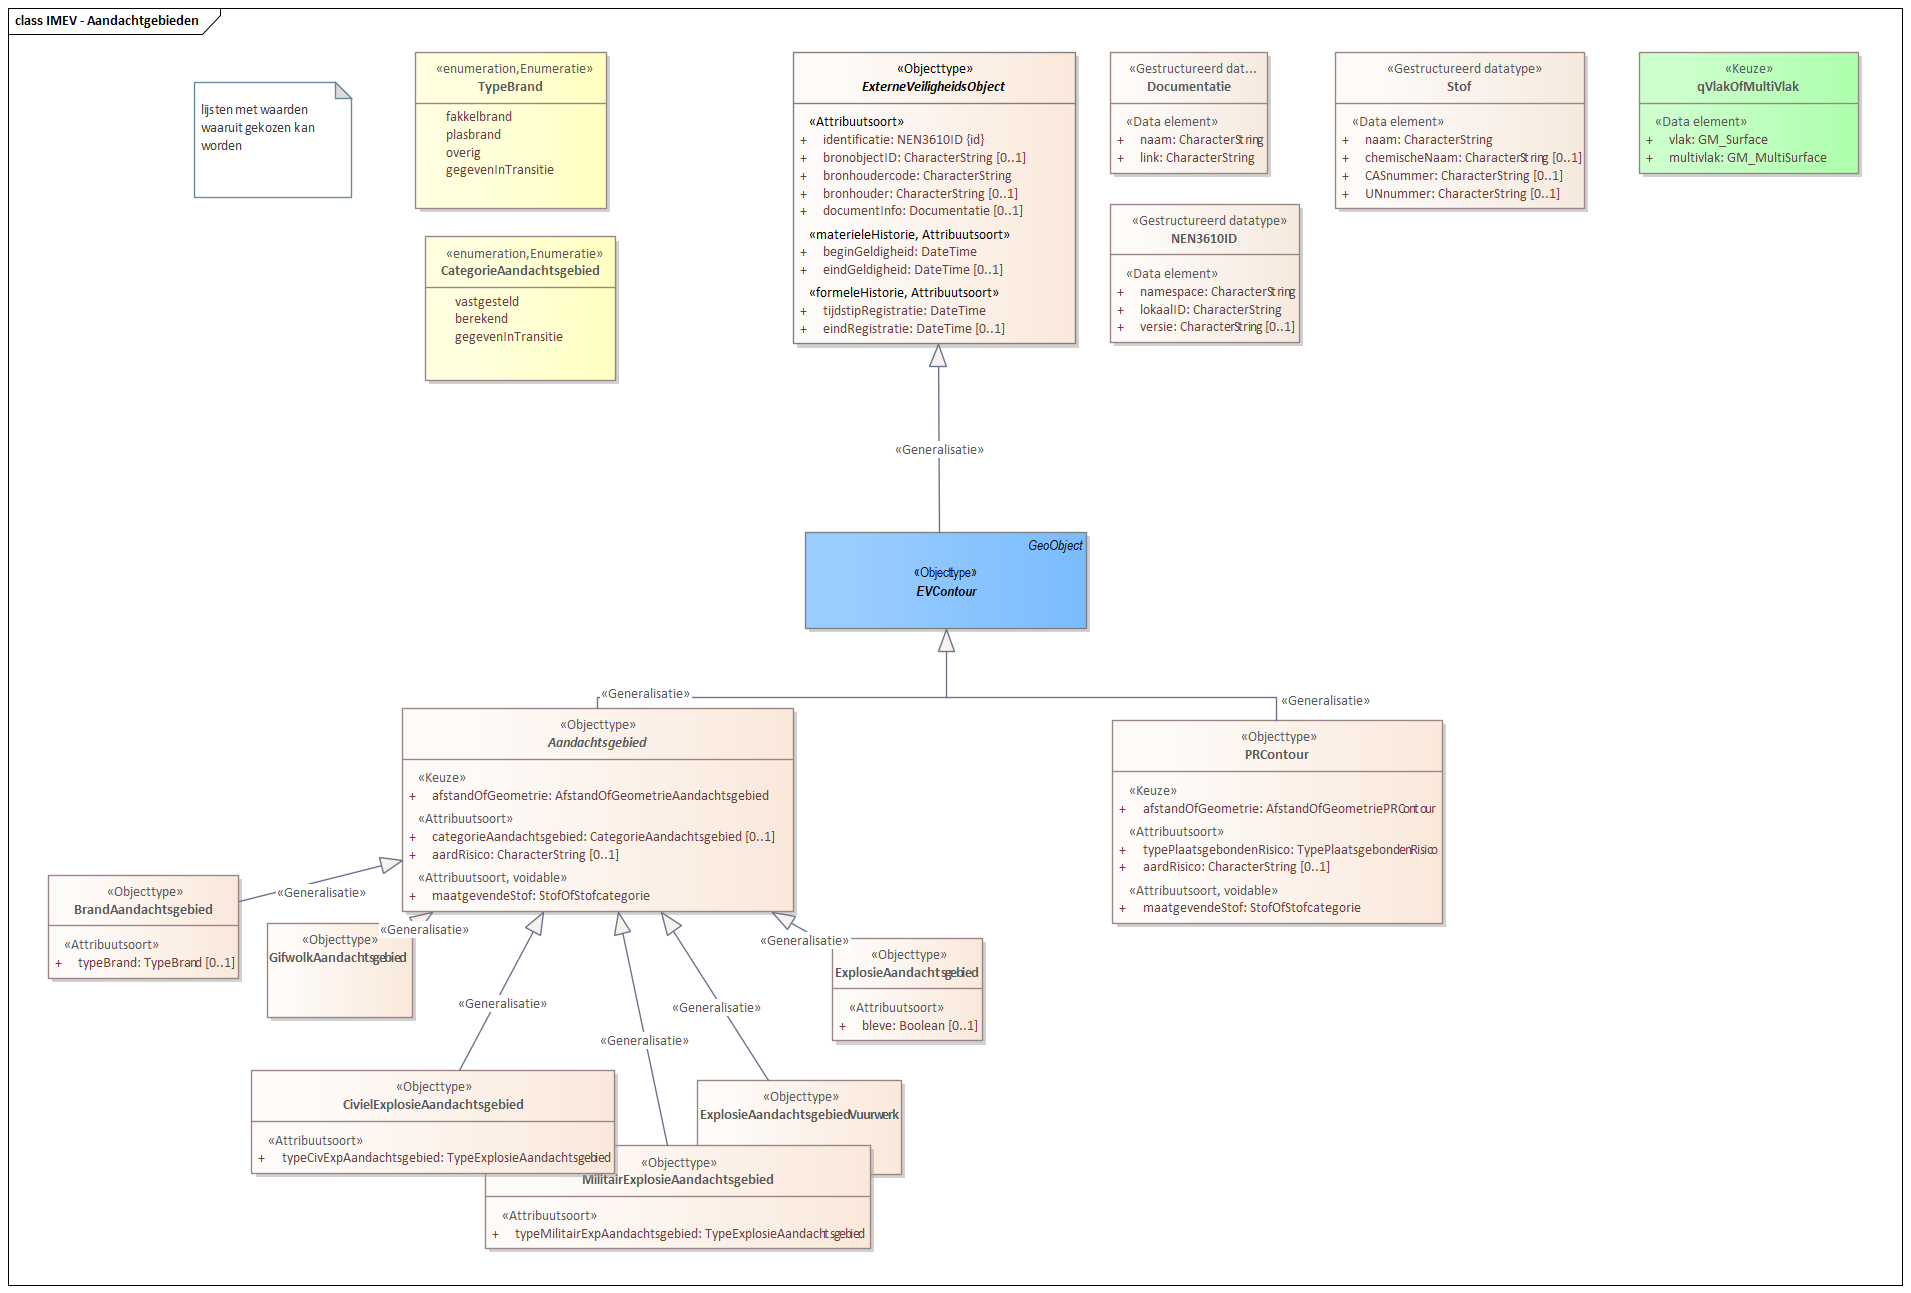 class IMEV - Aandachtgebieden
lijsten met waarden
waaruit gekozen kan
worden
«enumeration,Enumeratie»
TypeBrand
fakkelbrand
plasbrand
overig
gegevenInTransitie
«enumeration,Enumeratie»
CategorieAandachtsgebied
vastgesteld
berekend
gegevenInTransitie
«Objecttype»
ExterneVeiligheidsObject
«Attribuutsoort»
+ identificatie: NEN3610ID {id}
+ bronobjectID: CharacterString [0..1]
+ bronhoudercode: CharacterString
+ bronhouder: CharacterString [0..1]
+ documentInfo: Documentatie [0..1]
«materieleHistorie, Attribuutsoort»
+ beginGeldigheid: DateTime
+ eindGeldigheid: DateTime [0..1]
«formeleHistorie, Attribuutsoort»
+ tijdstipRegistratie: DateTime
+ eindRegistratie: DateTime [0..1]
«Gestructureerd dat...
Documentatie
«Data element»
+ naam: CharacterString
+ link: CharacterString
«Gestructureerd datatype»
NEN3610ID
«Data element»
+ namespace: CharacterString
+ lokaalID: CharacterString
+ versie: CharacterString [0..1]
«Gestructureerd datatype»
Stof
«Data element»
+ naam: CharacterString
+ chemischeNaam: CharacterString [0..1]
+ CASnummer: CharacterString [0..1]
+ UNnummer: CharacterString [0..1]
«Keuze»
qVlakOfMultiVlak
«Data element»
+ vlak: GM_Surface
+ multivlak: GM_MultiSurface
«Generalisatie»
GeoObject
«Objecttype»
EVContour
«Generalisatie»
«Generalisatie»
«Objecttype»
Aandachtsgebied
«Keuze»
+ afstandOfGeometrie: AfstandOfGeometrieAandachtsgebied
«Attribuutsoort»
+ categorieAandachtsgebied: CategorieAandachtsgebied [0..1]
+ aardRisico: CharacterString [0..1]
«Attribuutsoort, voidable»
+ maatgevendeStof: StofOfStofcategorie
«Objecttype»
PRContour
«Keuze»
+ afstandOfGeometrie: AfstandOfGeometriePRContour
«Attribuutsoort»
+ typePlaatsgebondenRisico: TypePlaatsgebondenRisico
+ aardRisico: CharacterString [0..1]
«Attribuutsoort, voidable»
+ maatgevendeStof: StofOfStofcategorie
«Generalisatie»
«Objecttype»
BrandAandachtsgebied
«Attribuutsoort»
+ typeBrand: TypeBrand [0..1]
«Generalisatie»
«Objecttype»
GifwolkAandachtsgebied
«Generalisatie»
«Objecttype»
ExplosieAandachtsgebied
«Attribuutsoort»
+ bleve: Boolean [0..1]
«Generalisatie»
«Generalisatie»
«Generalisatie»
«Objecttype»
CivielExplosieAandachtsgebied
«Attribuutsoort»
+ typeCivExpAandachtsgebied: TypeExplosieAandachtsgebied
«Objecttype»
ExplosieAandachtsgebiedVuurwerk
«Objecttype»
MilitairExplosieAandachtsgebied
«Attribuutsoort»
+ typeMilitairExpAandachtsgebied: TypeExplosieAandachtsgebied